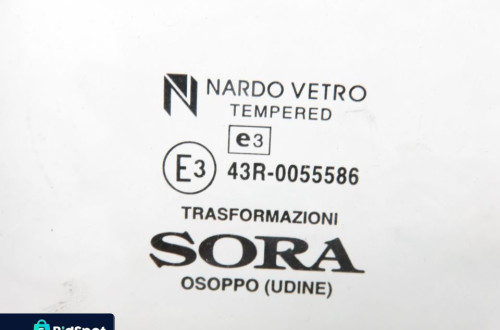 NARDO VETRO
TEMPERED
e3
E3 43R-0055586
TRASFORMAZIONI
SORA
OSOPPO (UDINE)